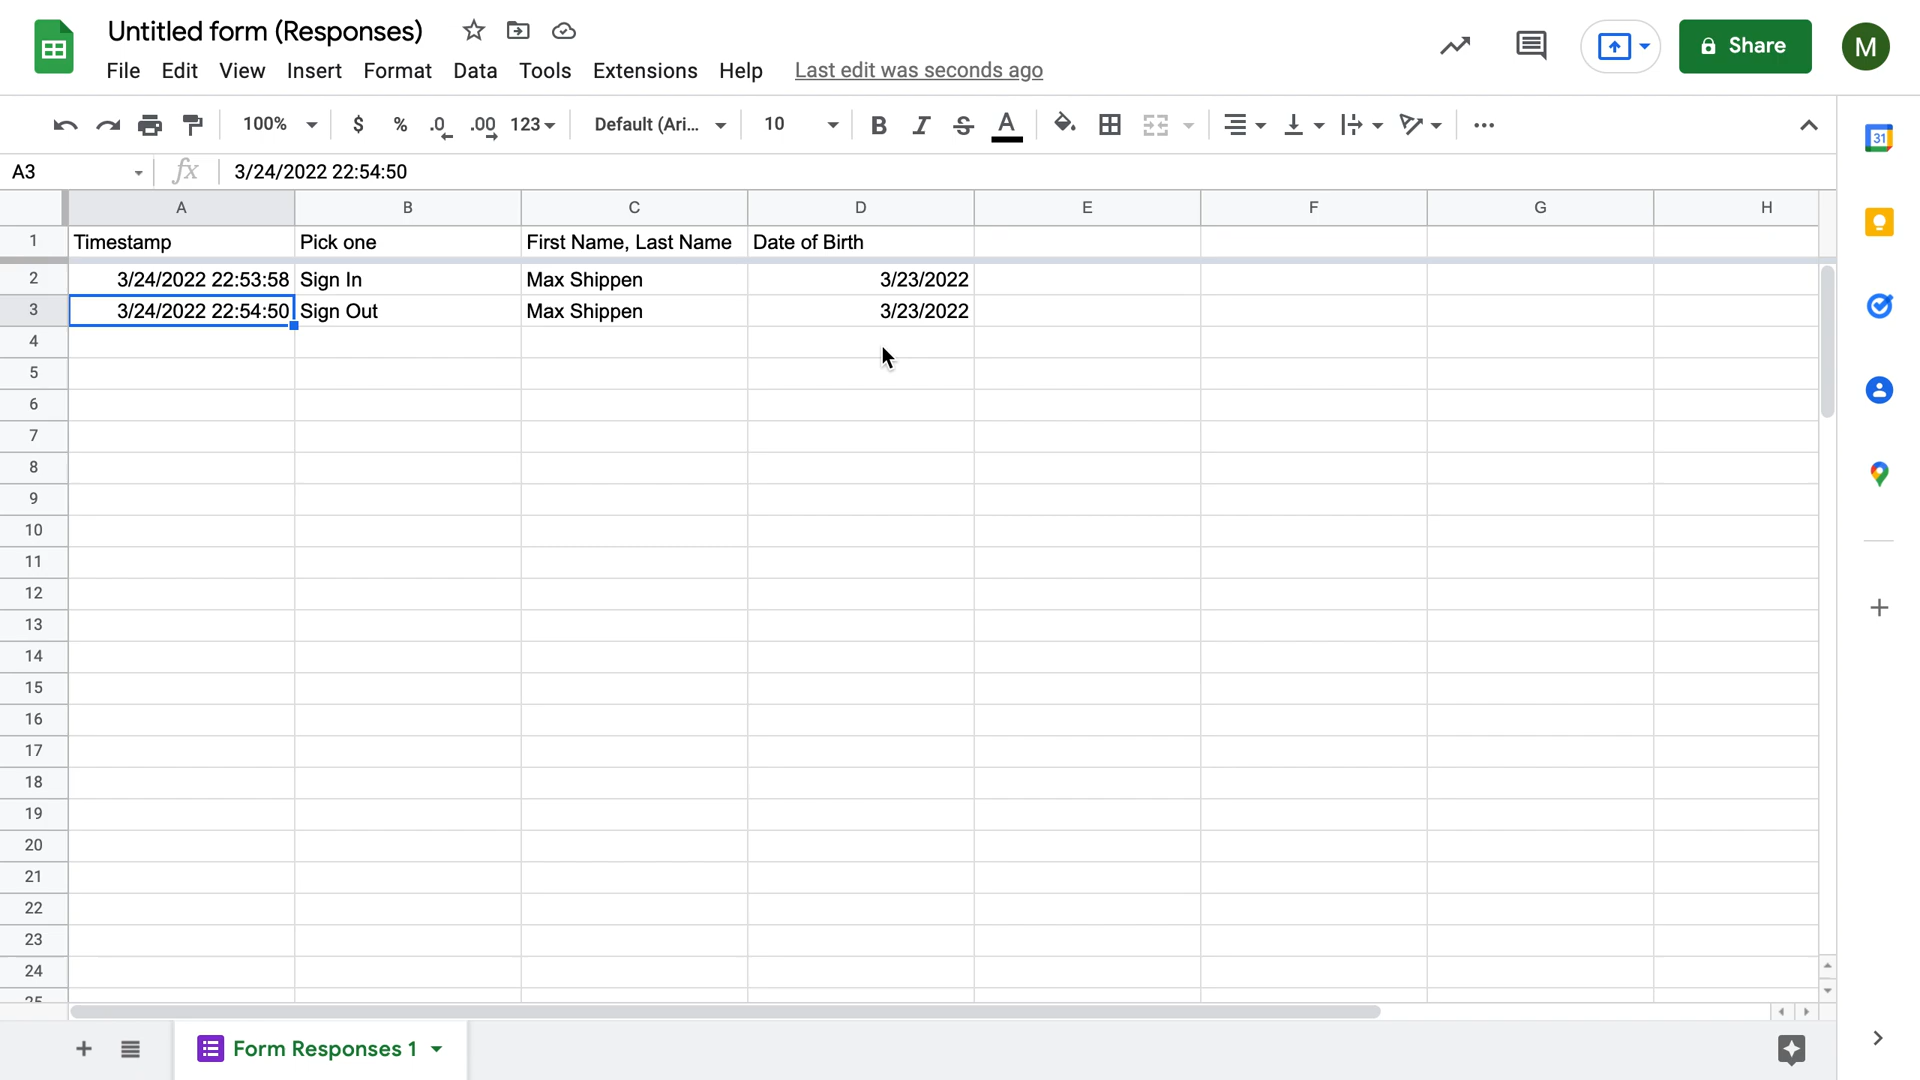 Untitled form (Responses)
File Edit View Insert Format Data Tools Extensions Help Last edit was seconds ago
Share
M
100% $ % .0 .00 123 Default (Ari... 10 B I S A
31
A3 fx 3/24/2022 22:54:50
A B C D E F G H
1 Timestamp Pick one First Name, Last Name Date of Birth
2 3/24/2022 22:53:58 Sign In Max Shippen 3/23/2022
3 3/24/2022 22:54:50 Sign Out Max Shippen 3/23/2022
4
5
6
7
8
9
10
11
12
13
14
15
16
17
18
19
20
21
22
23
24
25
Form Responses 1